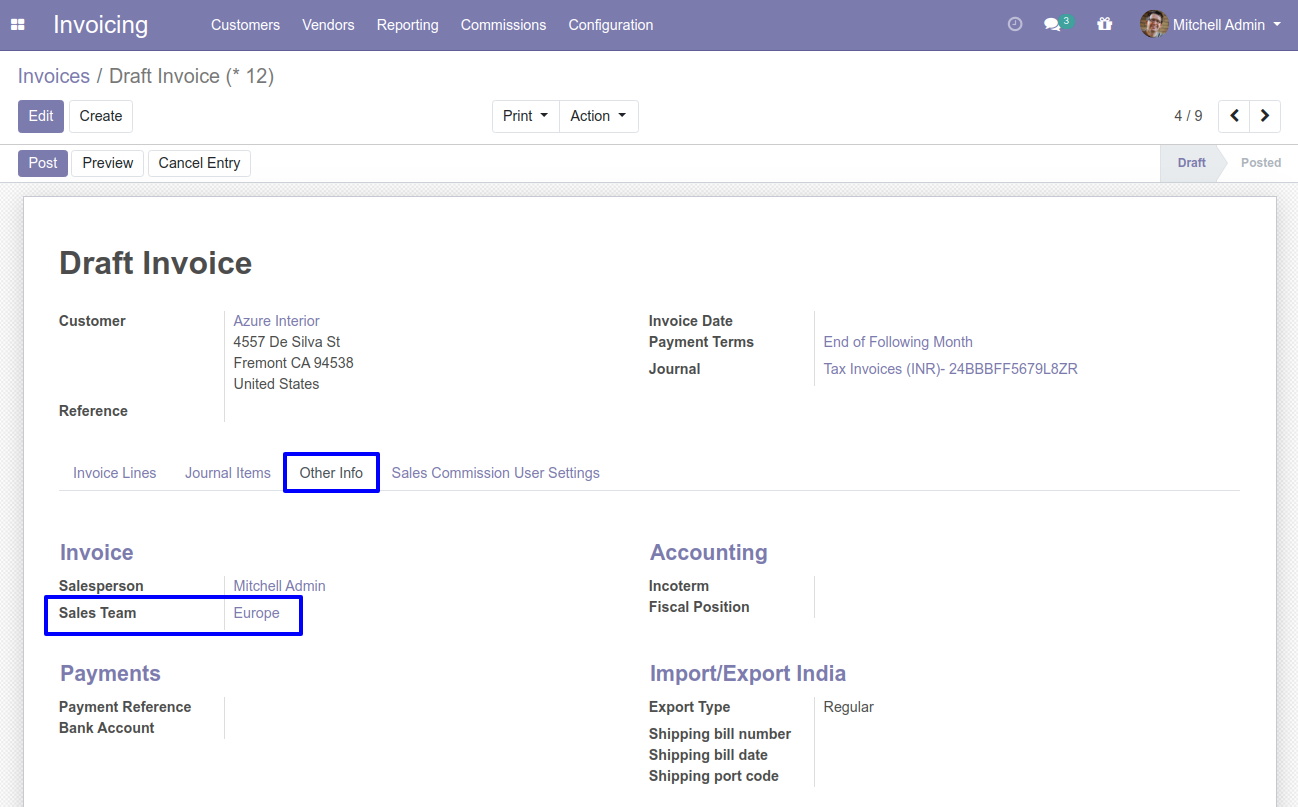 Invoicing Customers Vendors Reporting Commissions Configuration 3 Mitchell Admin
Invoices / Draft Invoice (* 12)
Edit Create Print Action 4 / 9
Post Preview Cancel Entry Draft Posted
Draft Invoice
Customer Azure Interior Invoice Date
4557 De Silva St Payment Terms End of Following Month
Fremont CA 94538 Journal Tax Invoices (INR)- 24BBBFF5679L8ZR
United States
Reference
Invoice Lines Journal Items Other Info Sales Commission User Settings
Invoice Accounting
Salesperson Mitchell Admin Incoterm
Sales Team Europe Fiscal Position
Payments Import/Export India
Payment Reference Export Type Regular
Bank Account Shipping bill number
Shipping bill date
Shipping port code